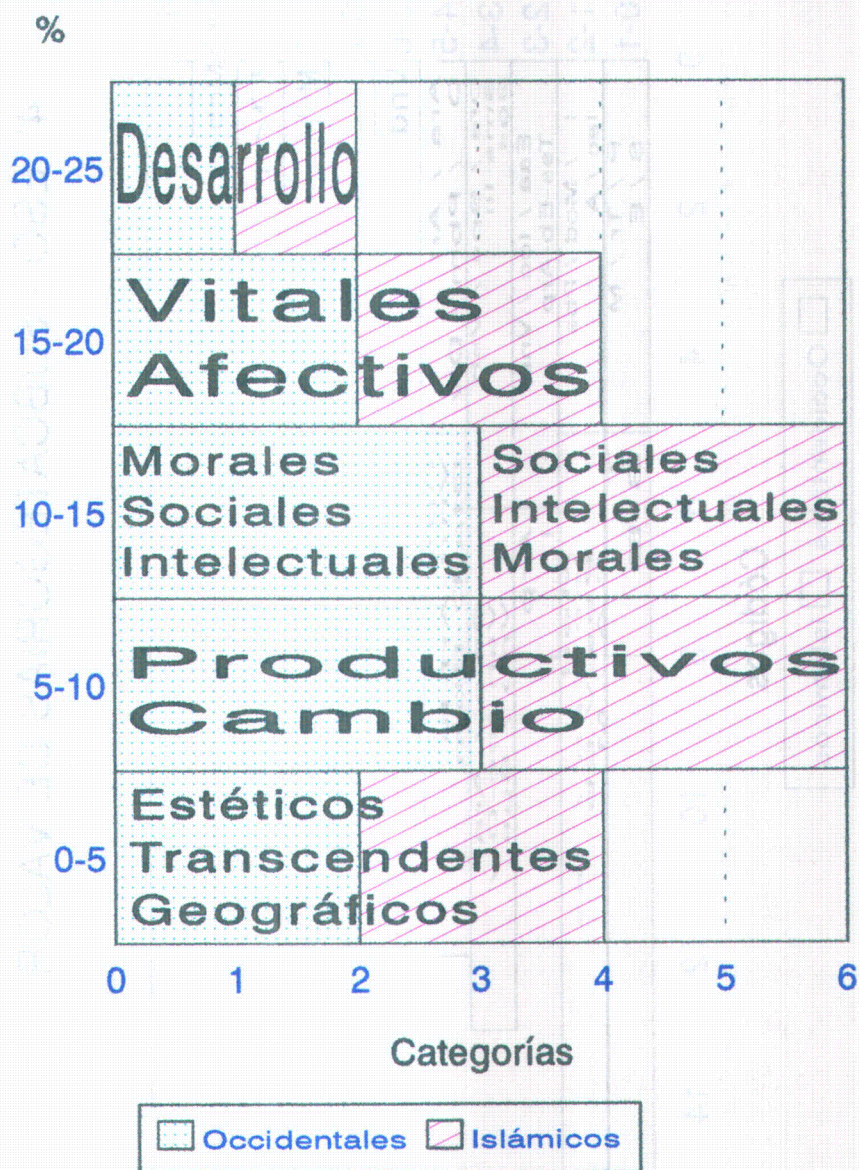 %
20-25
Desarrollo
15-20
Vitales
Afectivos
10-15
Morales
Sociales
Intelectuales
Sociales
Intelectuales
Morales
5-10
Productivos
Cambio
0-5
Estéticos
Transcendentes
Geográficos
0 1 2 3 4 5 6
Categorías
Occidentales Islámicos